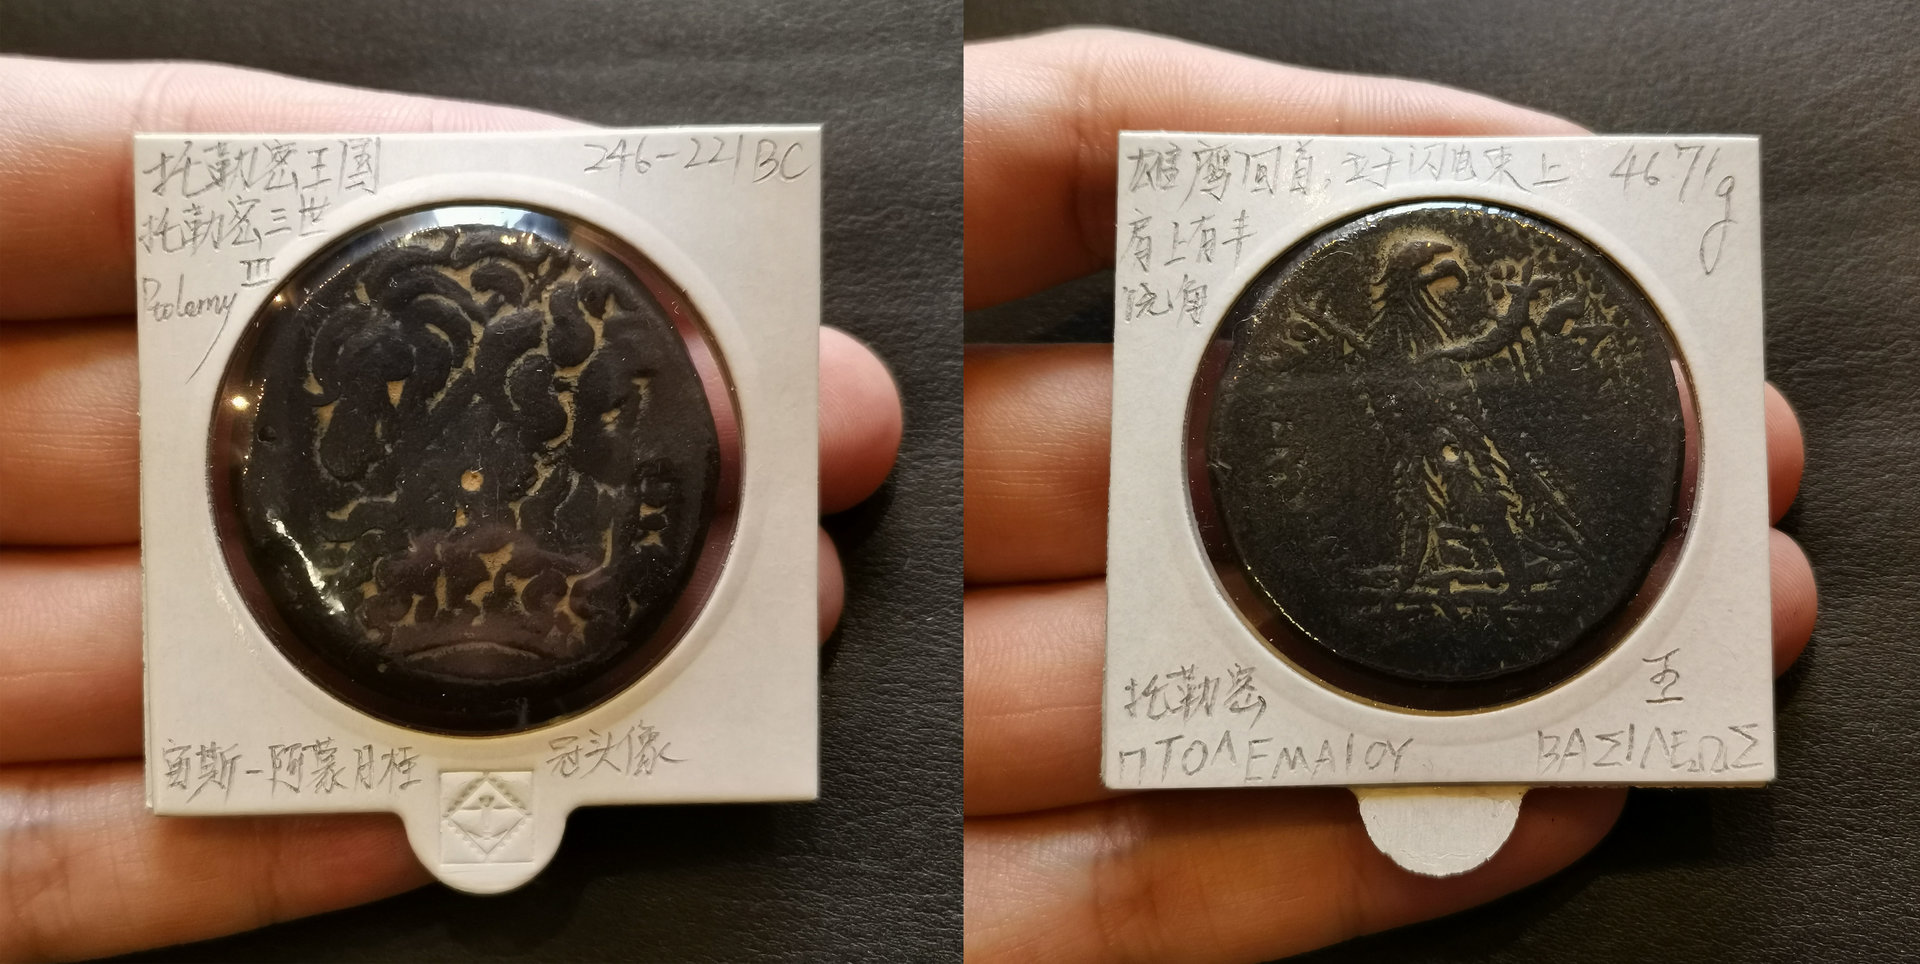 托勒密王国 246-221BC
托勒密三世
Ptolemy III
宙斯-阿蒙月桂 冠头像
雄鹰回首,立于闪电束上 46.71g
肩上有丰
饶角
托勒密 王
ΠΤΟΛΕΜΑΙΟΥ ΒΑΣΙΛΕΩΣ